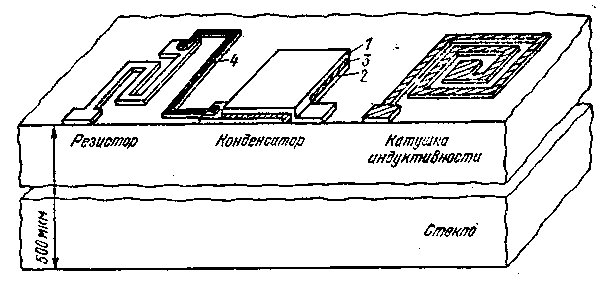 1
3
2
4
Резистор
Конденсатор
Катушка
индуктивности
500 мкм
Стекло